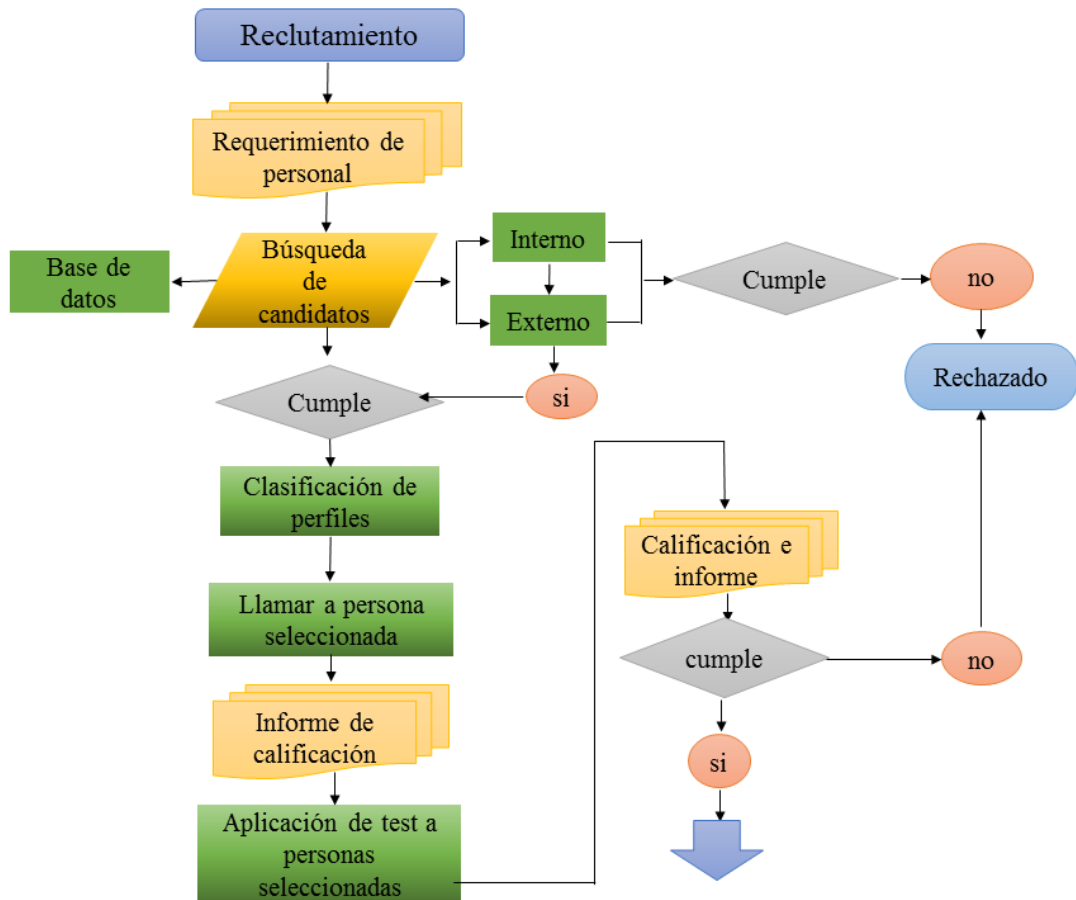 Reclutamiento
Requerimiento de
personal
Base de
datos
Búsqueda
de
candidatos
Interno
Externo
Cumple
no
Rechazado
Cumple
si
Clasificación de
perfiles
Llamar a persona
seleccionada
Informe de
calificación
Aplicación de test a
personas
seleccionadas
Calificación e
informe
cumple
no
si